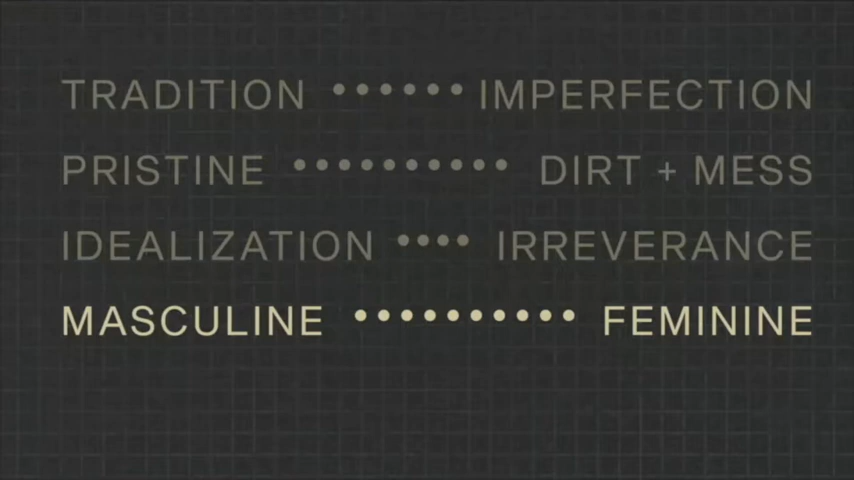 TRADITION •••••• IMPERFECTION
PRISTINE •••••••••• DIRT + MESS
IDEALIZATION •••• IRREVERANCE
MASCULINE •••••••••• FEMININE